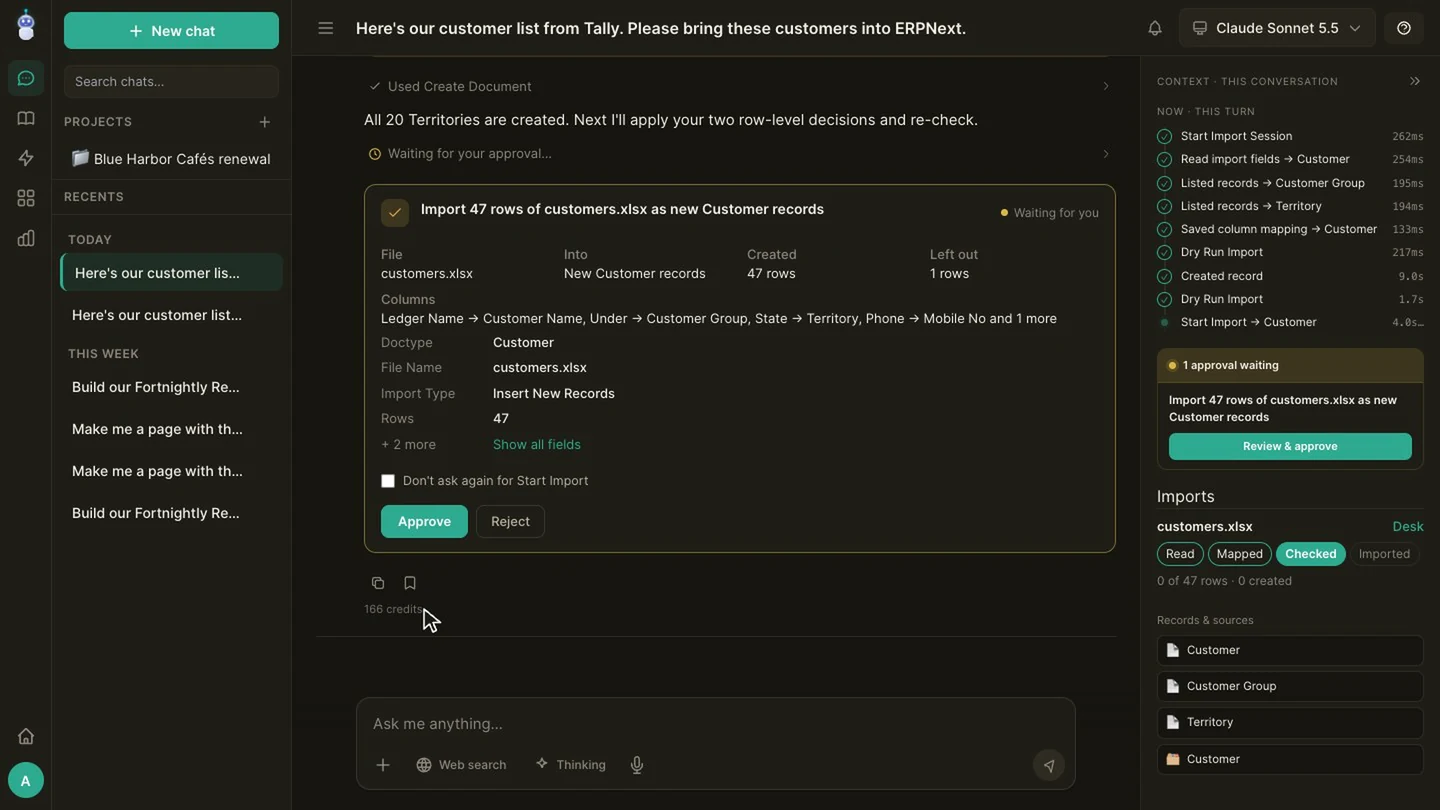 New chat
Search chats...
PROJECTS
Blue Harbor Cafés renewal
RECENTS
TODAY
Here's our customer lis...
Here's our customer list...
THIS WEEK
Build our Fortnightly Re...
Make me a page with th...
Make me a page with th...
Build our Fortnightly Re...
A
Here's our customer list from Tally. Please bring these customers into ERPNext.
Claude Sonnet 5.5
Used Create Document
All 20 Territories are created. Next I'll apply your two row-level decisions and re-check.
Waiting for your approval...
Import 47 rows of customers.xlsx as new Customer records
Waiting for you
File Into Created Left out
customers.xlsx New Customer records 47 rows 1 rows
Columns
Ledger Name → Customer Name, Under → Customer Group, State → Territory, Phone → Mobile No and 1 more
Doctype Customer
File Name customers.xlsx
Import Type Insert New Records
Rows 47
+ 2 more Show all fields
Don't ask again for Start Import
Approve Reject
166 credits
Ask me anything...
Web search Thinking
CONTEXT · THIS CONVERSATION
NOW · THIS TURN
Start Import Session 262ms
Read import fields → Customer 254ms
Listed records → Customer Group 195ms
Listed records → Territory 194ms
Saved column mapping → Customer 133ms
Dry Run Import 217ms
Created record 9.0s
Dry Run Import 1.7s
Start Import → Customer 4.0s…
1 approval waiting
Import 47 rows of customers.xlsx as new
Customer records
Review & approve
Imports
customers.xlsx Desk
Read Mapped Checked Imported
0 of 47 rows · 0 created
Records & sources
Customer
Customer Group
Territory
Customer